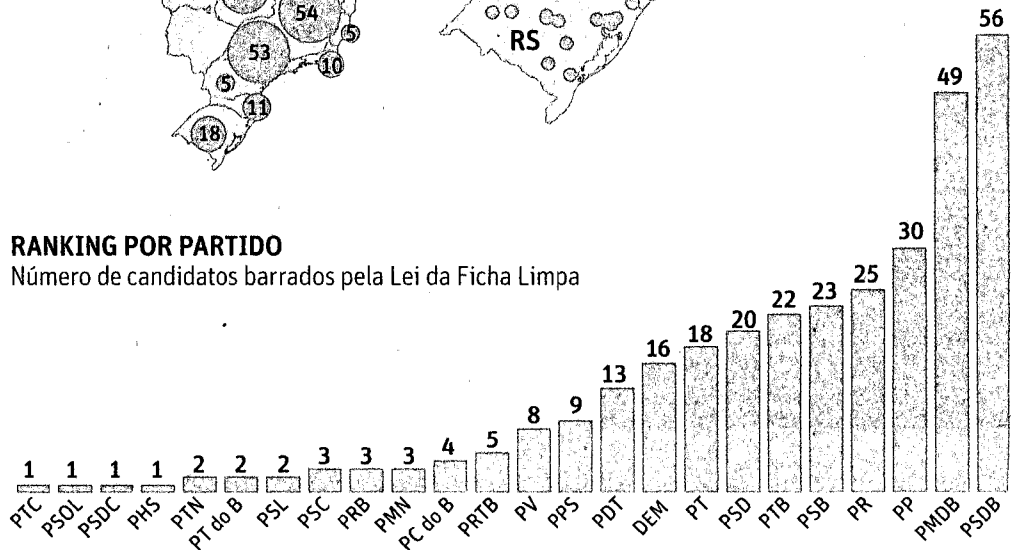 54
5
53
10
5
11
18
RS
RANKING POR PARTIDO
Número de candidatos barrados pela Lei da Ficha Limpa
1 1 1 1 2 2 2 3 3 3 4 5 8 9 13 16 18 20 22 23 25 30 49 56
PTC PSOL PSDC PHS PTN PT do B PSL PSC PRB PMN PC do B PRTB PV PPS PDT DEM PT PSD PTB PSB PR PP PMDB PSDB